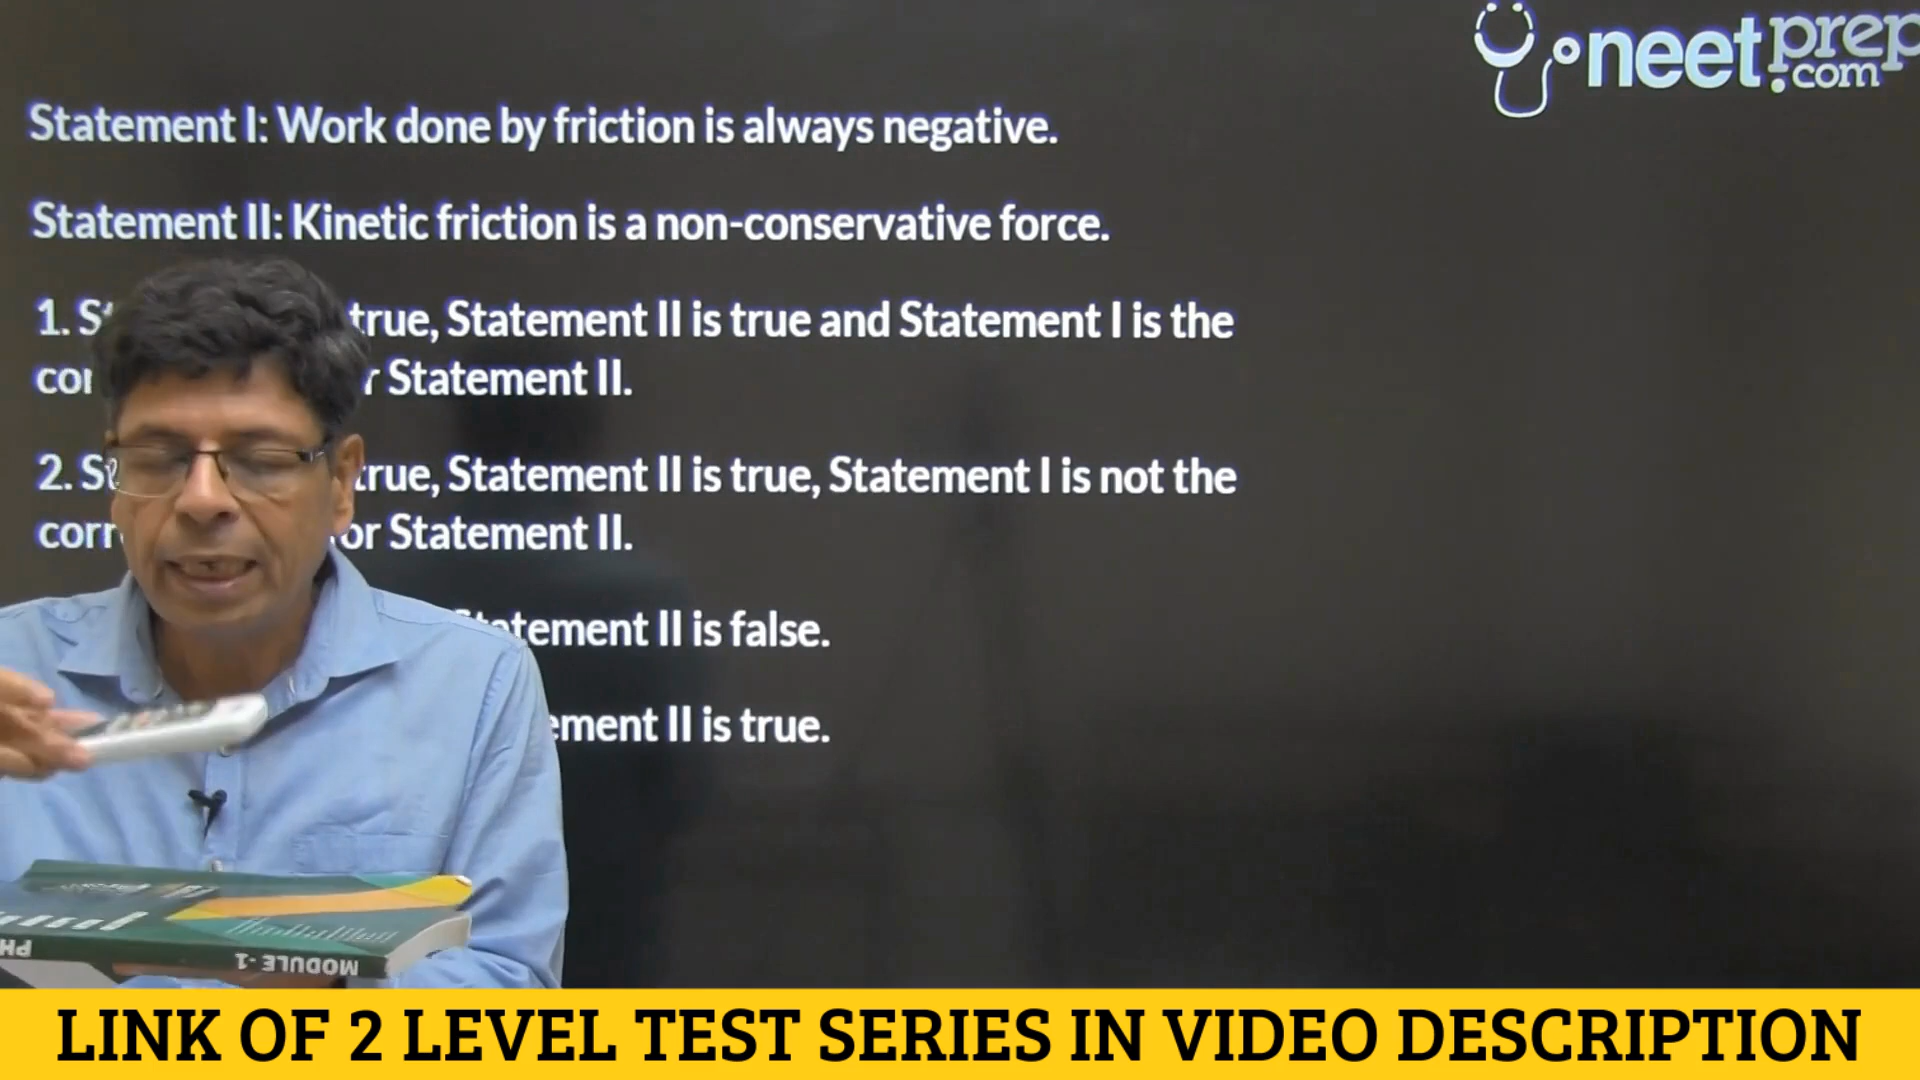 neetprep
.com
Statement I: Work done by friction is always negative.
Statement II: Kinetic friction is a non-conservative force.
1. true, Statement II is true and Statement I is the
Statement II.
2. true, Statement II is true, Statement I is not the
for Statement II.
Statement II is false.
II is true.
MODULE-1
LINK OF 2 LEVEL TEST SERIES IN VIDEO DESCRIPTION